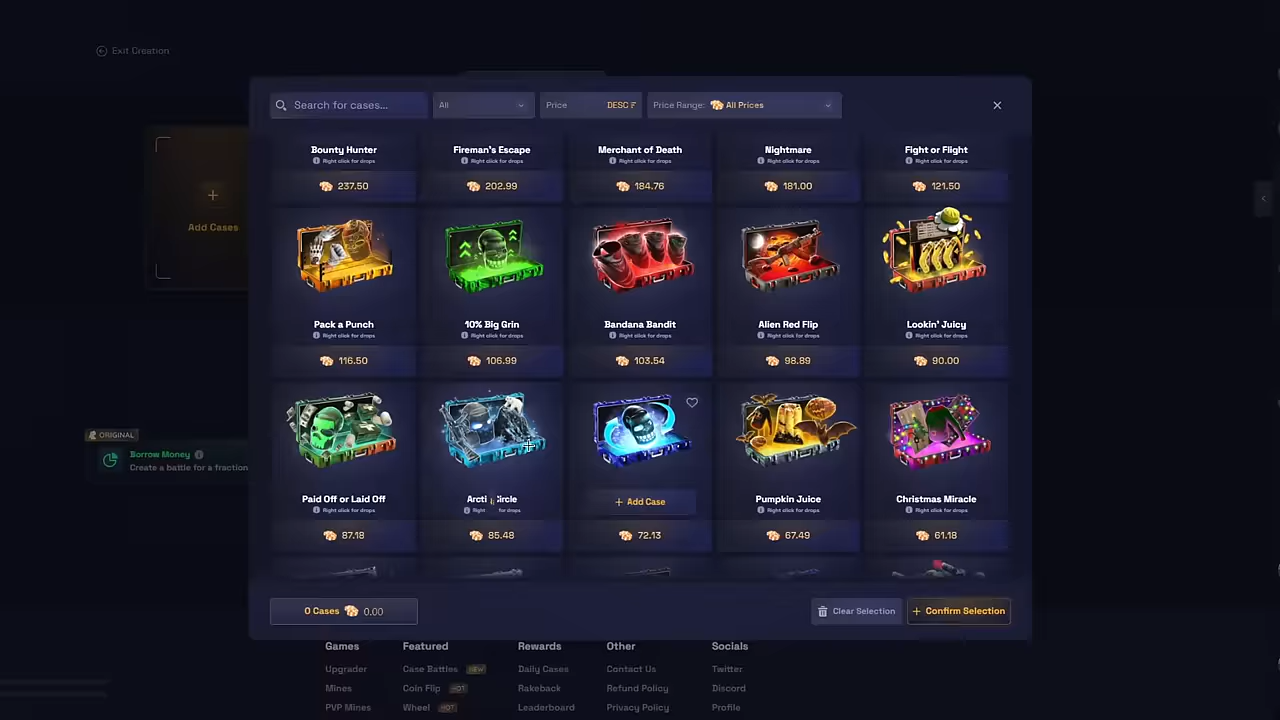 Exit Creation
Search for cases...
All
Price DESC
Price Range: All Prices
Bounty Hunter
Right click for drops
237.50
Fireman's Escape
Right click for drops
202.99
Merchant of Death
Right click for drops
184.76
Nightmare
Right click for drops
181.00
Fight or Flight
Right click for drops
121.50
Add Cases
Pack a Punch
Right click for drops
116.50
10% Big Grin
Right click for drops
106.99
Bandana Bandit
Right click for drops
103.54
Alien Red Flip
Right click for drops
98.89
Lookin' Juicy
Right click for drops
90.00
ORIGINAL
Borrow Money
Create a battle for a fraction
Paid Off or Laid Off
Right click for drops
87.18
Arcti Circle
Right for drops
85.48
+ Add Case
72.13
Pumpkin Juice
Right click for drops
67.49
Christmas Miracle
Right click for drops
61.18
0 Cases 0.00
Clear Selection
+ Confirm Selection
Games
Upgrader
Mines
PVP Mines
Featured
Case Battles NEW
Coin Flip HOT
Wheel HOT
Rewards
Daily Cases
Rakeback
Leaderboard
Other
Contact Us
Refund Policy
Privacy Policy
Socials
Twitter
Discord
Profile